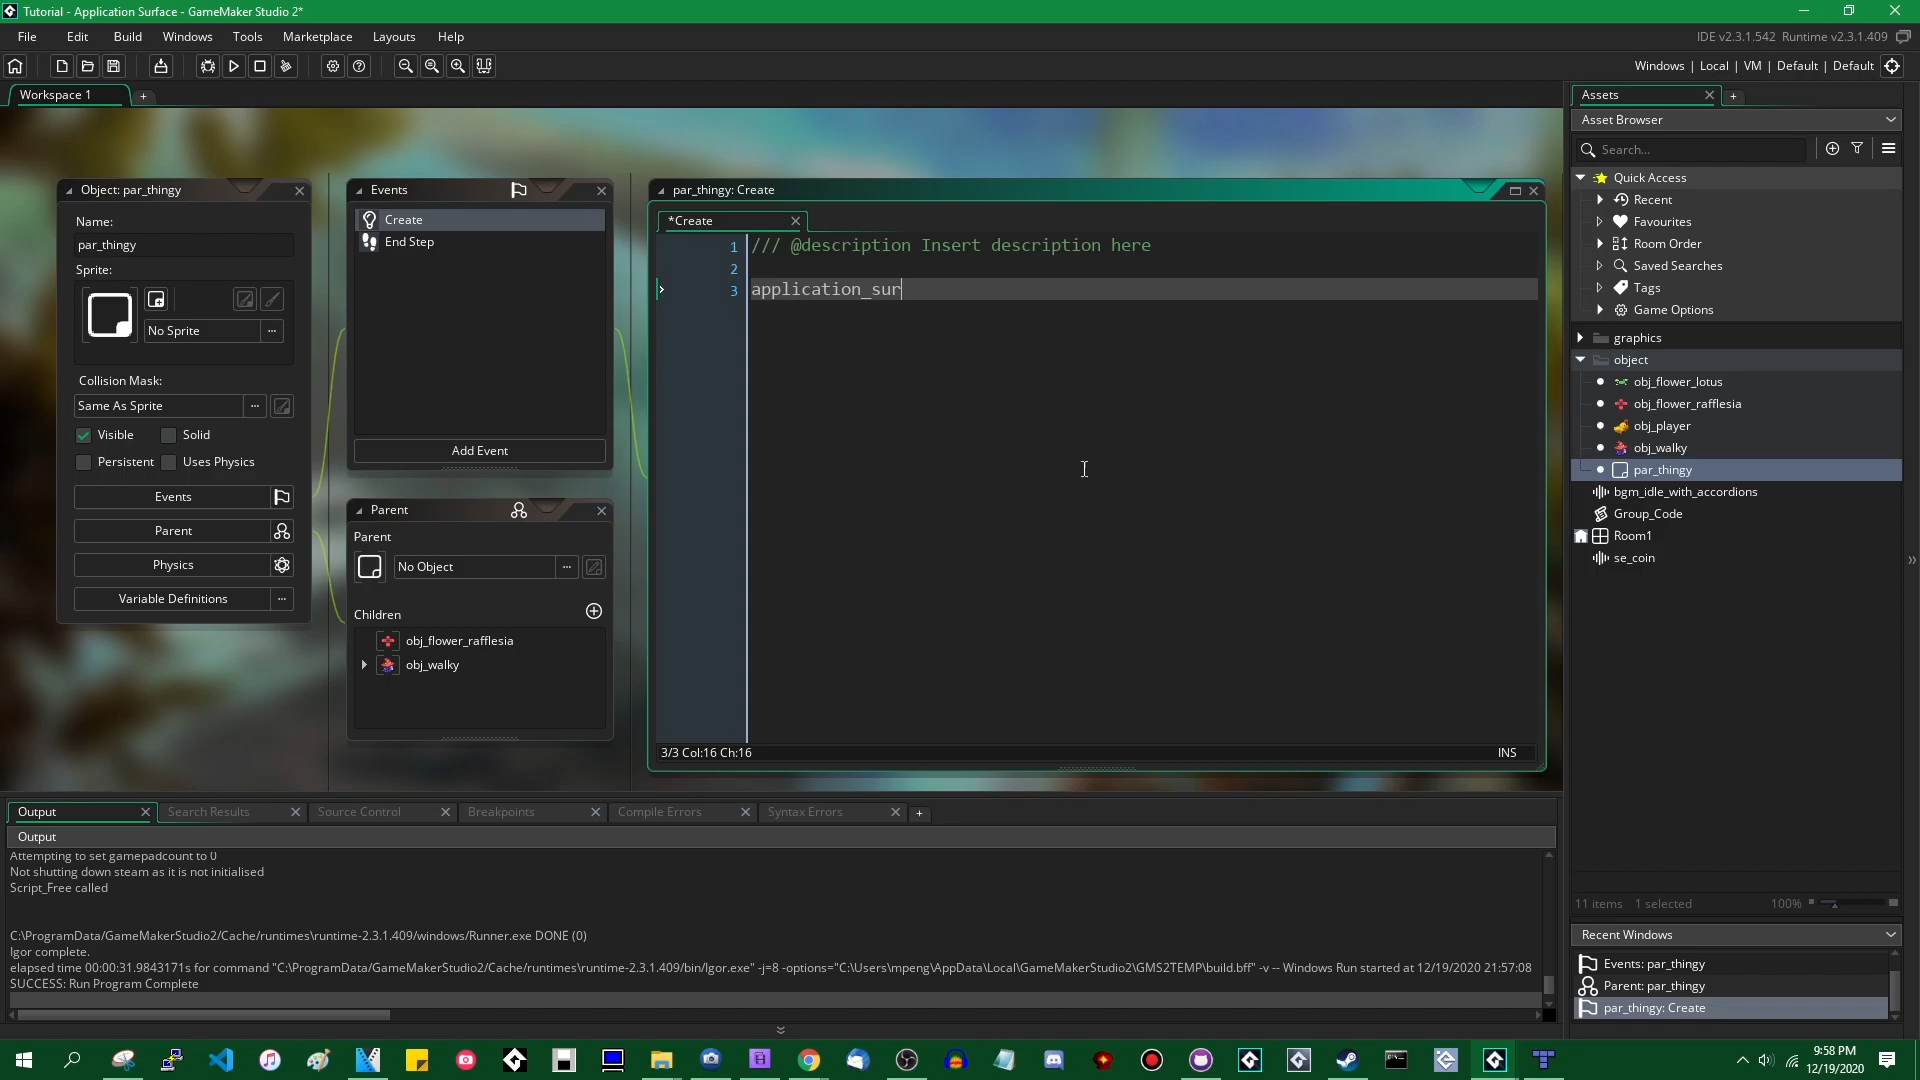 Tutorial - Application Surface - GameMaker Studio 2*
File Edit Build Windows Tools Marketplace Layouts Help
IDE v2.3.1.542 Runtime v2.3.1.409
Windows | Local | VM | Default | Default
Workspace 1
Object: par_thingy
Name:
par_thingy
Sprite:
No Sprite
Collision Mask:
Same As Sprite
Visible Solid
Persistent Uses Physics
Events
Parent
Physics
Variable Definitions
Events
Create
End Step
Add Event
Parent
Parent
No Object
Children
obj_flower_rafflesia
obj_walky
par_thingy: Create
*Create
1 /// @description Insert description here
2
3 application_sur
3/3 Col:16 Ch:16 INS
Assets
Asset Browser
Search...
Quick Access
Recent
Favourites
Room Order
Saved Searches
Tags
Game Options
graphics
object
obj_flower_lotus
obj_flower_rafflesia
obj_player
obj_walky
par_thingy
bgm_idle_with_accordions
Group_Code
Room1
se_coin
11 items 1 selected 100%
Recent Windows
Events: par_thingy
Parent: par_thingy
par_thingy: Create
Output Search Results Source Control Breakpoints Compile Errors Syntax Errors
Output
Attempting to set gamepadcount to 0
Not shutting down steam as it is not initialised
Script_Free called
C:\ProgramData/GameMakerStudio2/Cache/runtimes\runtime-2.3.1.409/windows/Runner.exe DONE (0)
Igor complete.
elapsed time 00:00:31.9843171s for command "C:\ProgramData/GameMakerStudio2/Cache/runtimes\runtime-2.3.1.409/bin/Igor.exe" -j=8 -options="C:\Users\mpeng\AppData\Local\GameMakerStudio2\GMS2TEMP\build.bff" -v -- Windows Run started at 12/19/2020 21:57:08
SUCCESS: Run Program Complete
9:58 PM
12/19/2020